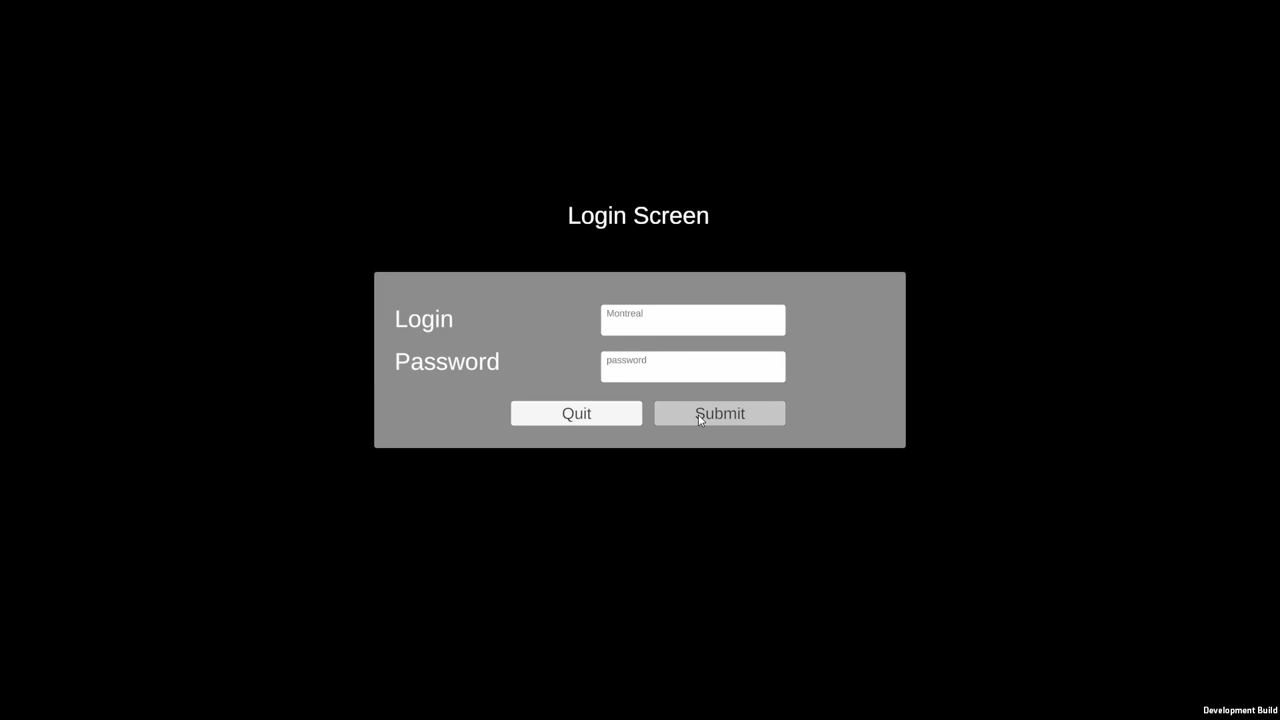 Login Screen
Login
Montreal
Password
password
Quit
Submit
Development Build